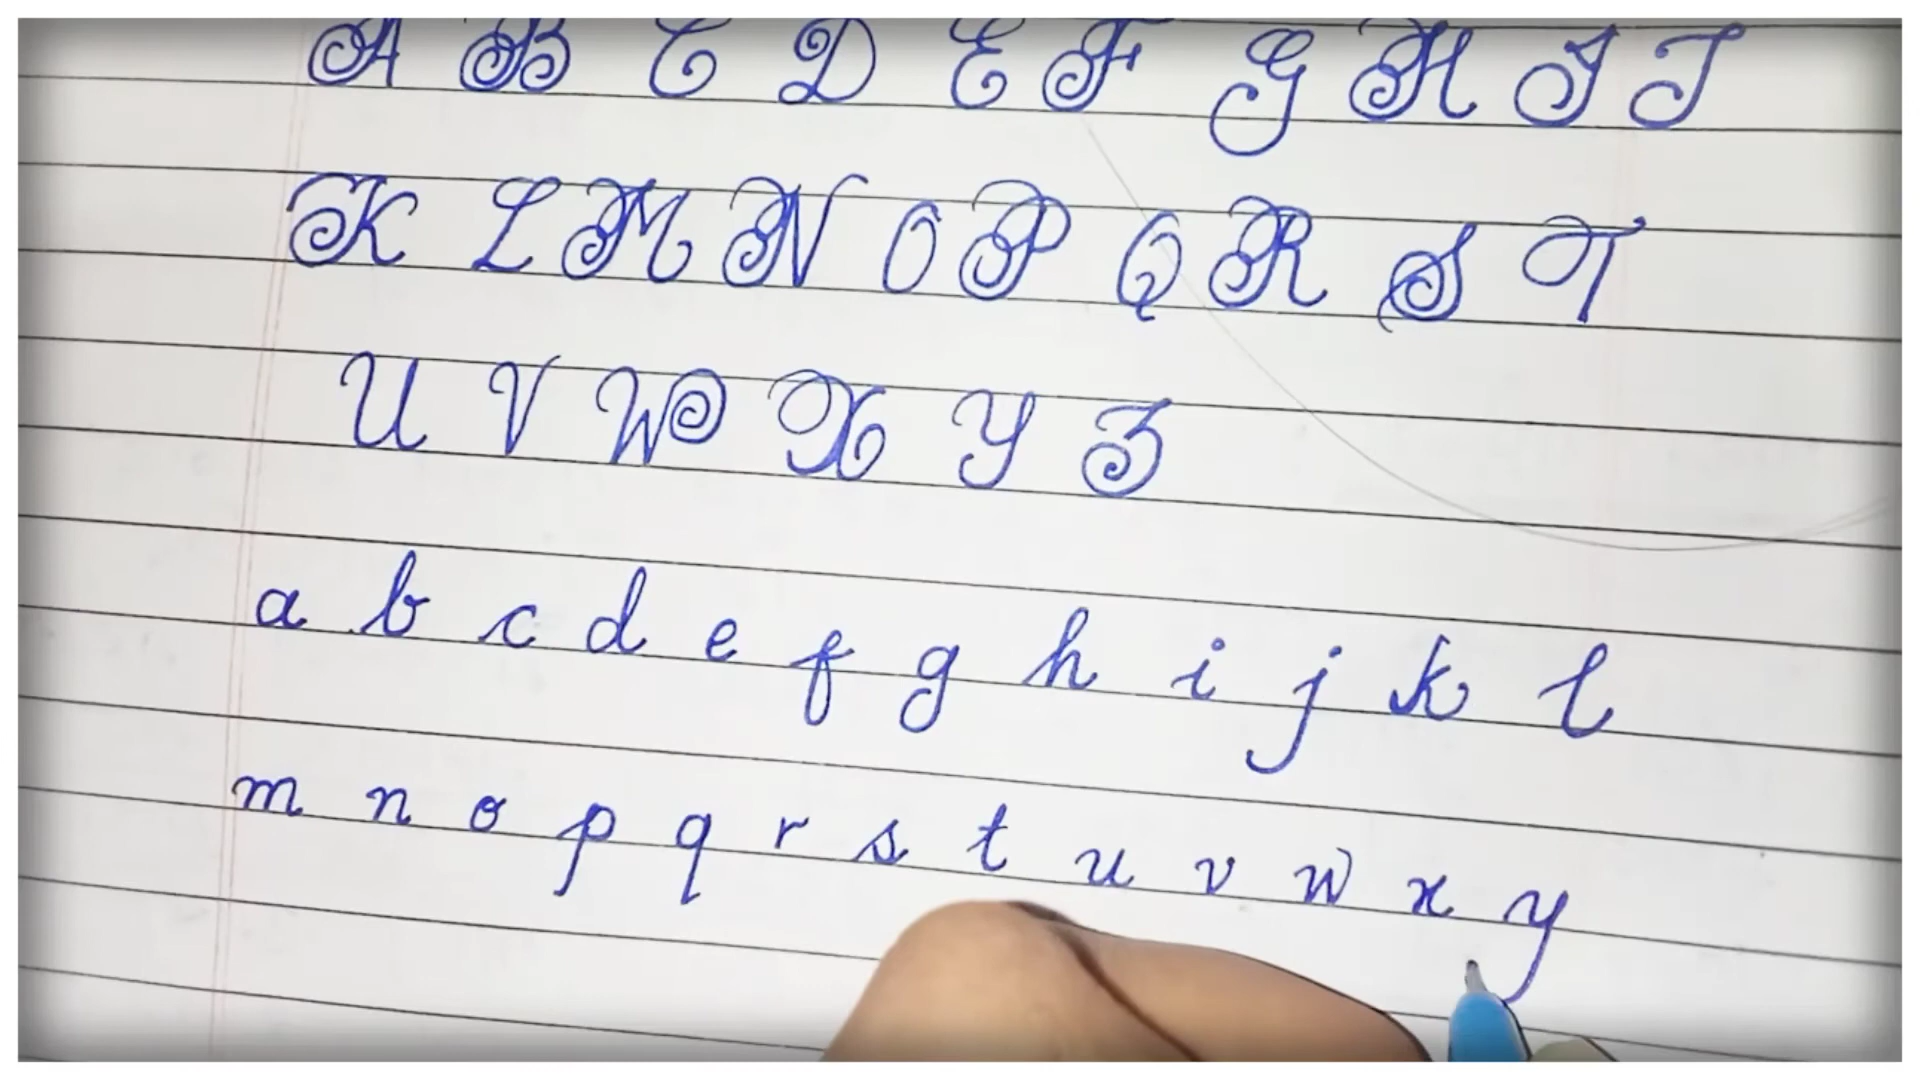 A B C D E F G H I J
K L M N O P Q R S T
U V W X Y Z
a b c d e f g h i j k l
m n o p q r s t u v w x y